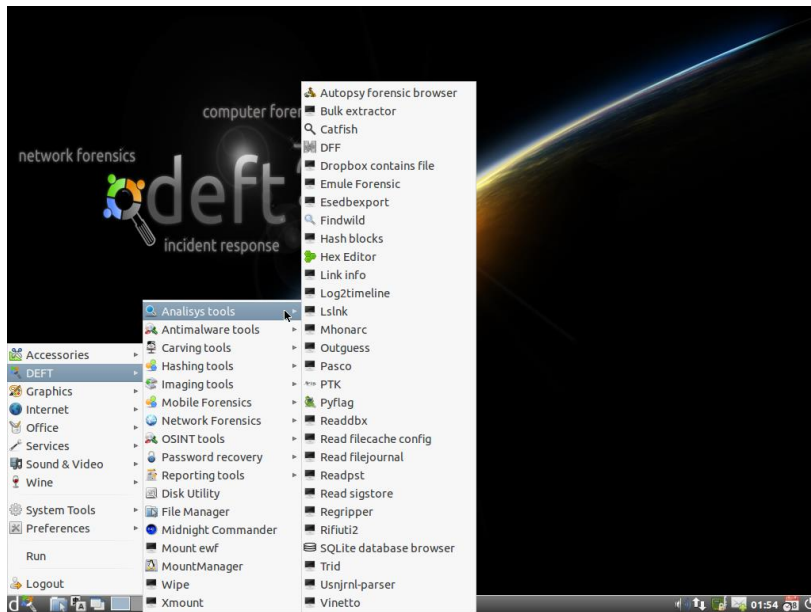 computer foren
network forensics
deft
incident response
Accessories
DEFT
Graphics
Internet
Office
Services
Sound & Video
Wine
System Tools
Preferences
Run
Logout
Analisys tools
Antimalware tools
Carving tools
Hashing tools
Imaging tools
Mobile Forensics
Network Forensics
OSINT tools
Password recovery
Reporting tools
Disk Utility
File Manager
Midnight Commander
Mount ewf
MountManager
Wipe
Xmount
Autopsy forensic browser
Bulk extractor
Catfish
DFF
Dropbox contains file
Emule Forensic
Esedbexport
Findwild
Hash blocks
Hex Editor
Link info
Log2timeline
Lslnk
Mhonarc
Outguess
Pasco
PTK
Pyflag
Readdbx
Read filecache config
Read filejournal
Readpst
Read sigstore
Regripper
Rifiuti2
SQLite database browser
Trid
Usnjrnl-parser
Vinetto
01:54